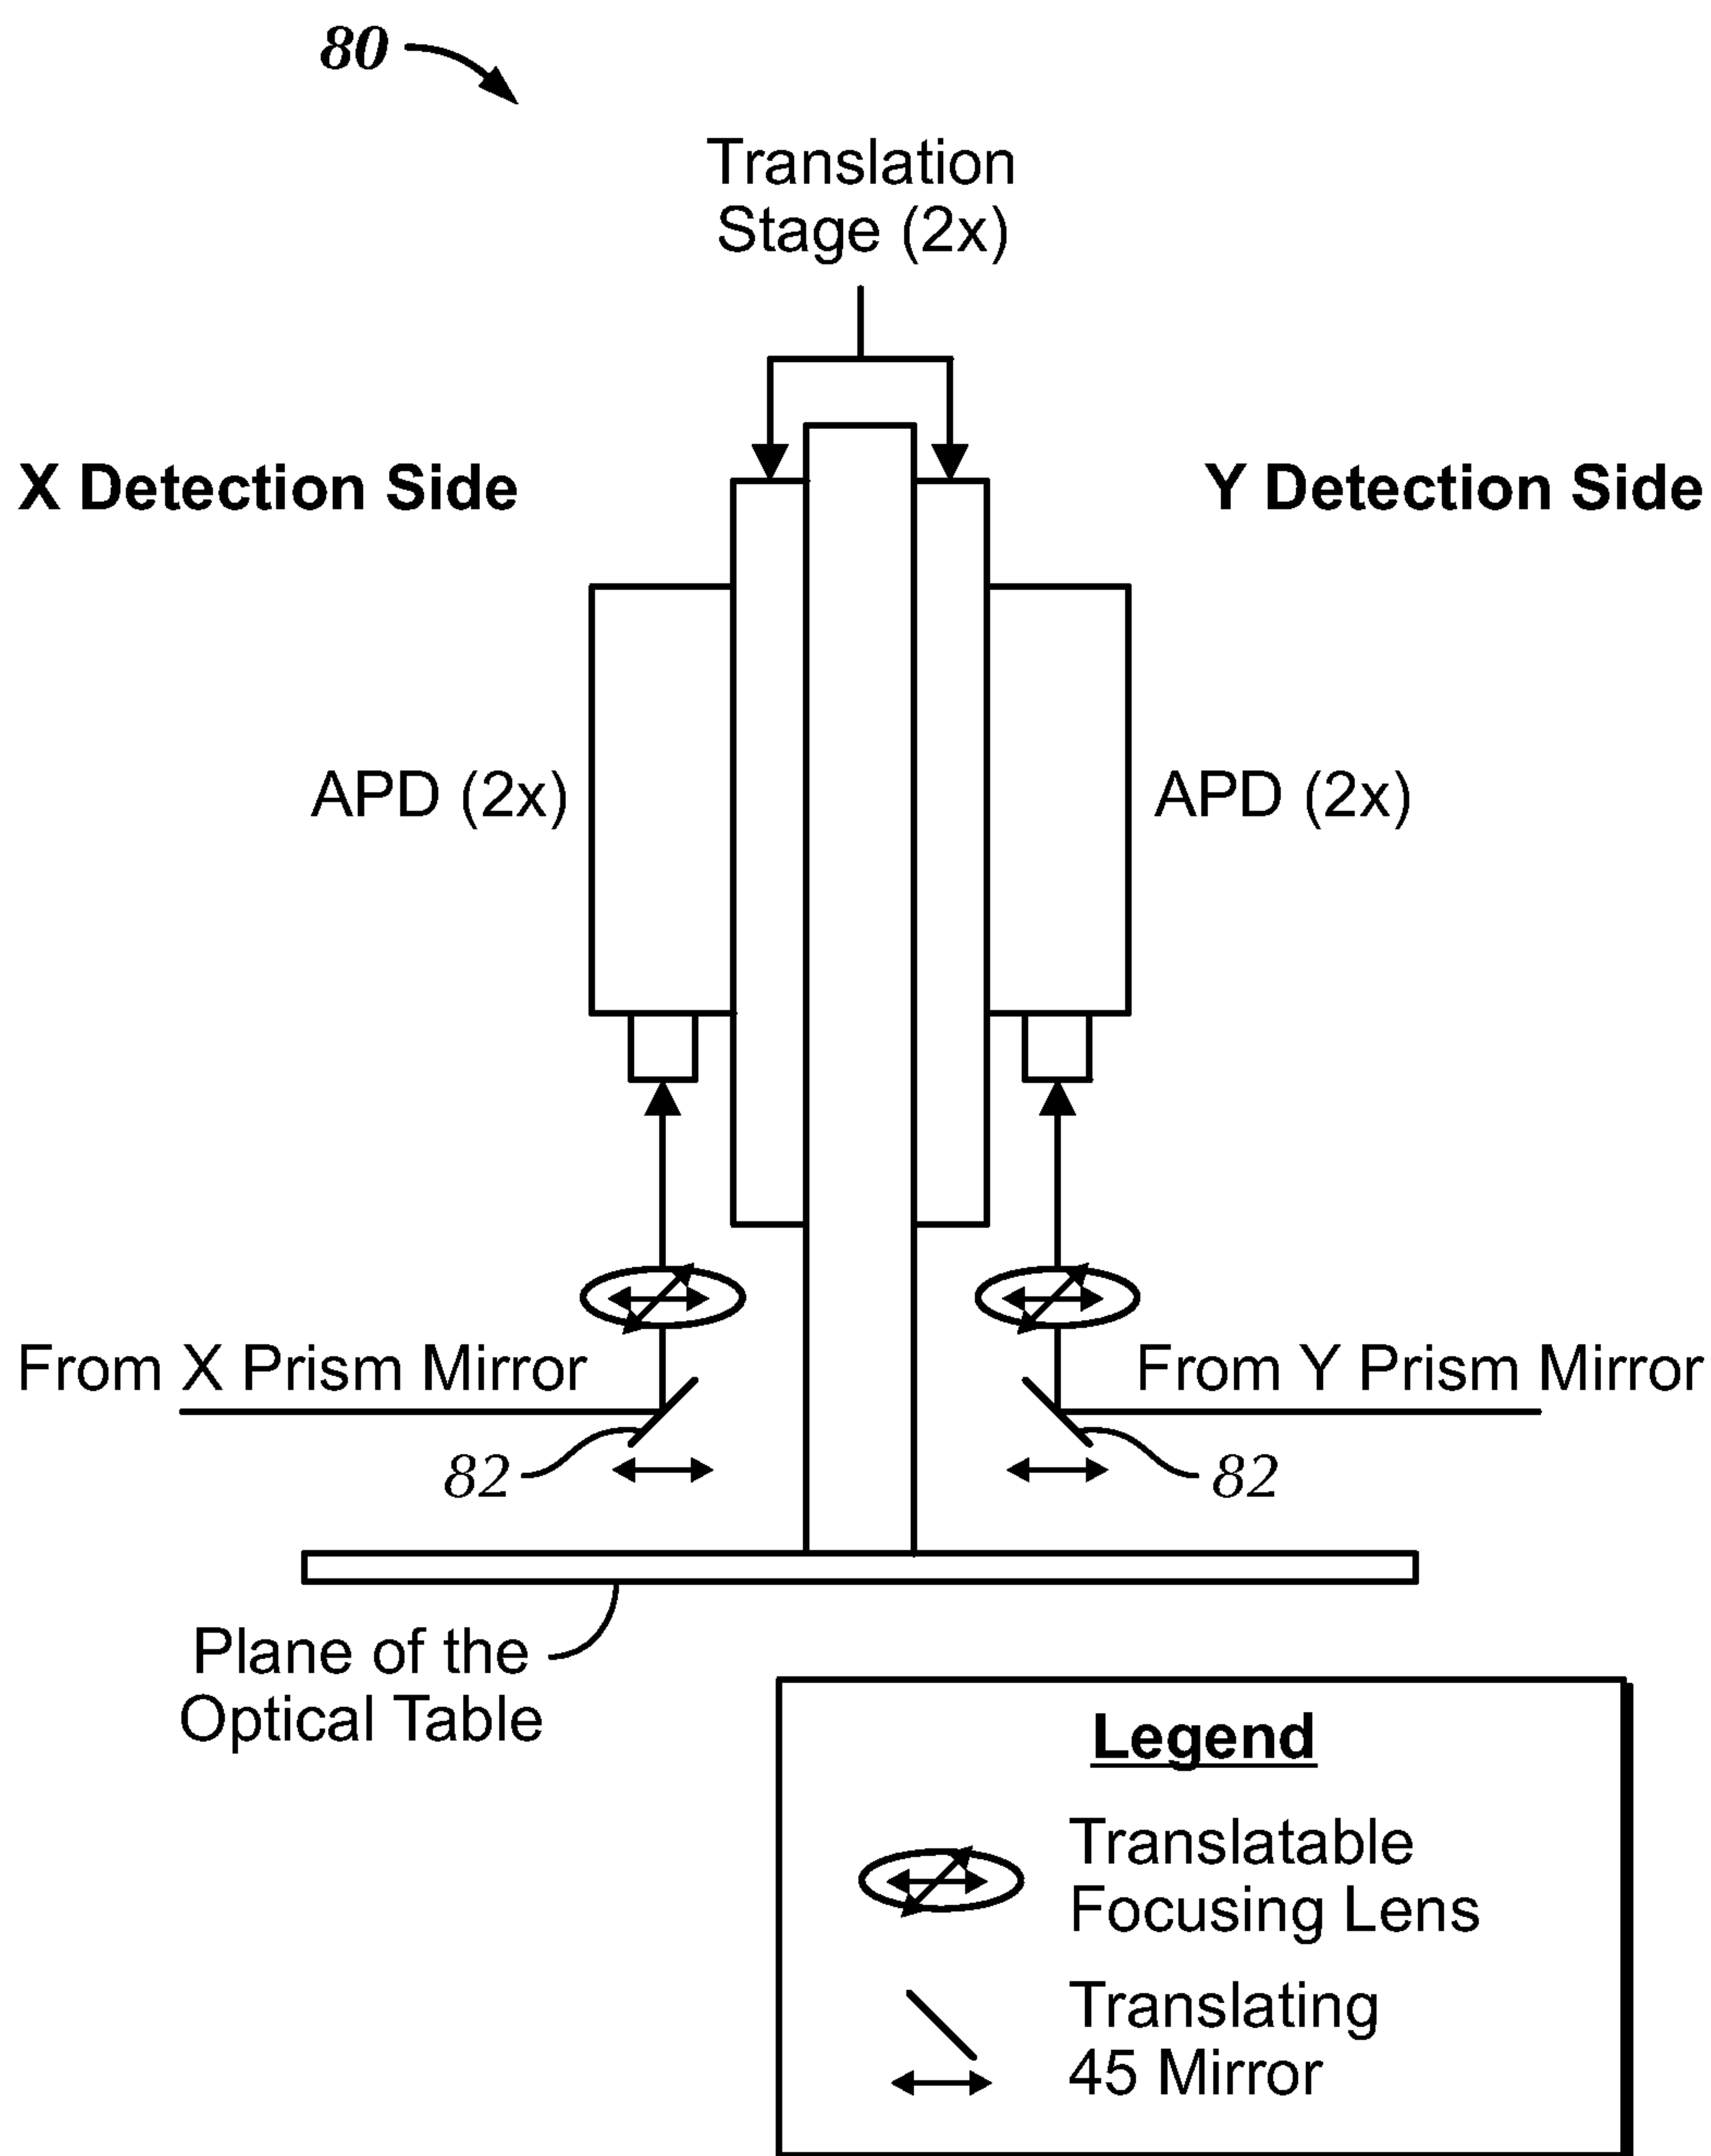 80
Translation
Stage (2x)
X Detection Side
Y Detection Side
APD (2x)
APD (2x)
From X Prism Mirror
From Y Prism Mirror
82
82
Plane of the
Optical Table
Legend
Translatable
Focusing Lens
Translating
45 Mirror